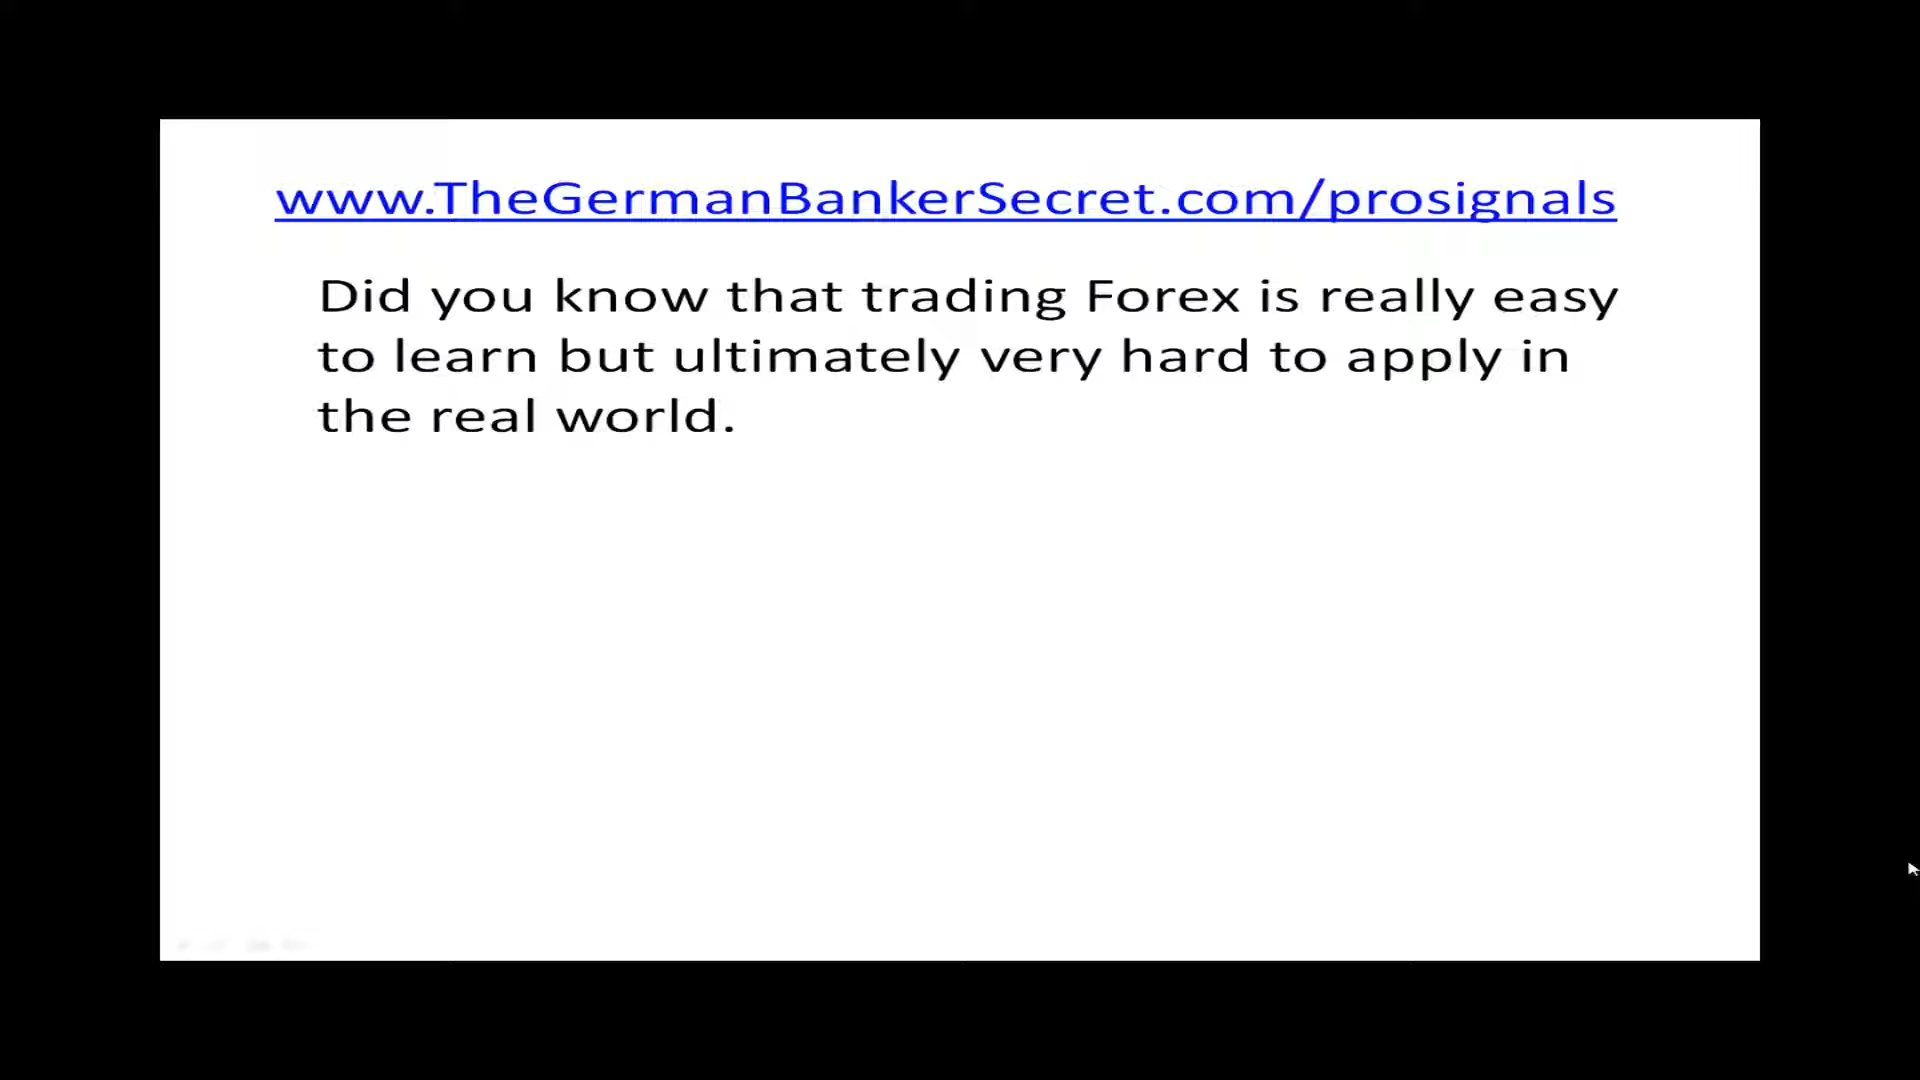 www.TheGermanBankerSecret.com/prosignals
Did you know that trading Forex is really easy
to learn but ultimately very hard to apply in
the real world.